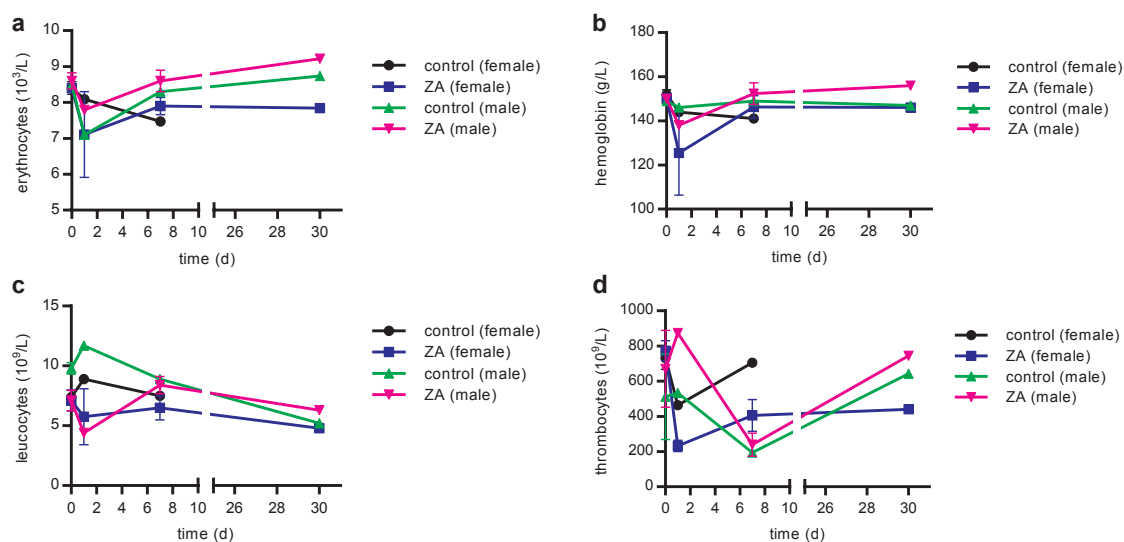 a
erythrocytes (10³/L)
10
9
8
7
6
5
0 2 4 6 8 10 26 28 30
time (d)
control (female)
ZA (female)
control (male)
ZA (male)
b
hemoglobin (g/L)
180
160
140
120
100
0 2 4 6 8 10 26 28 30
time (d)
control (female)
ZA (female)
control (male)
ZA (male)
c
leucocytes (10⁹/L)
15
10
5
0
0 2 4 6 8 10 26 28 30
time (d)
control (female)
ZA (female)
control (male)
ZA (male)
d
thrombocytes (10⁹/L)
1000
800
600
400
200
0
0 2 4 6 8 10 26 28 30
time (d)
control (female)
ZA (female)
control (male)
ZA (male)